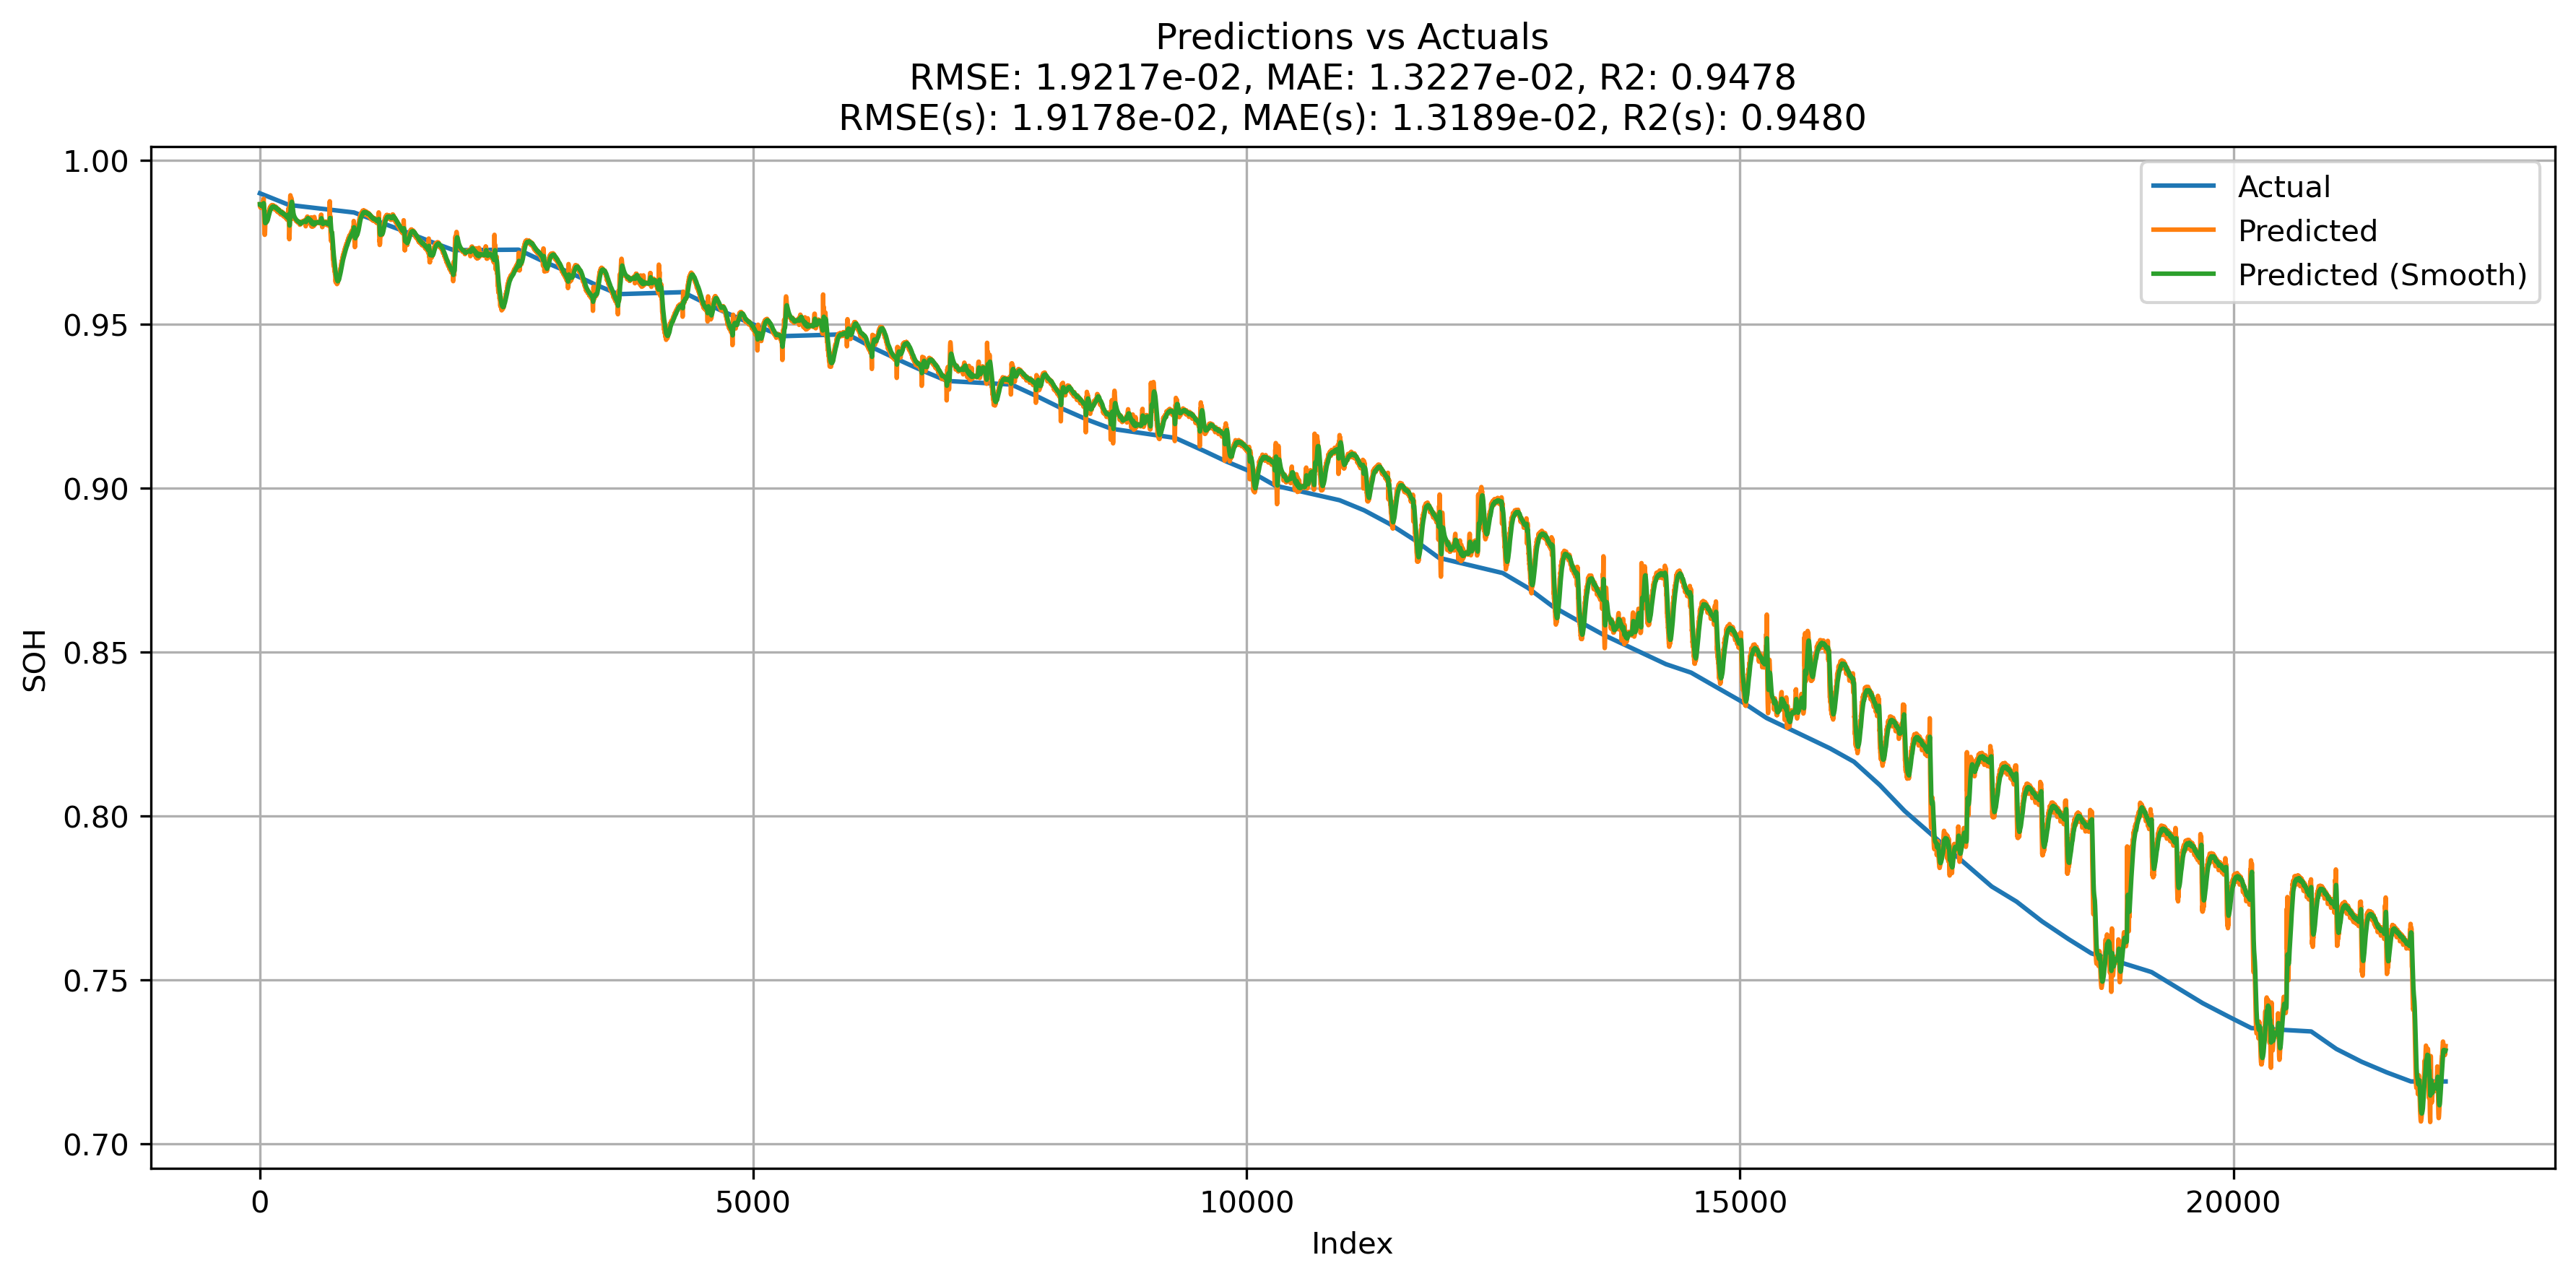 Predictions vs Actuals
RMSE: 1.9217e-02, MAE: 1.3227e-02, R2: 0.9478
RMSE(s): 1.9178e-02, MAE(s): 1.3189e-02, R2(s): 0.9480
Actual
Predicted
Predicted (Smooth)
SOH
1.00
0.95
0.90
0.85
0.80
0.75
0.70
0
5000
10000
15000
20000
Index